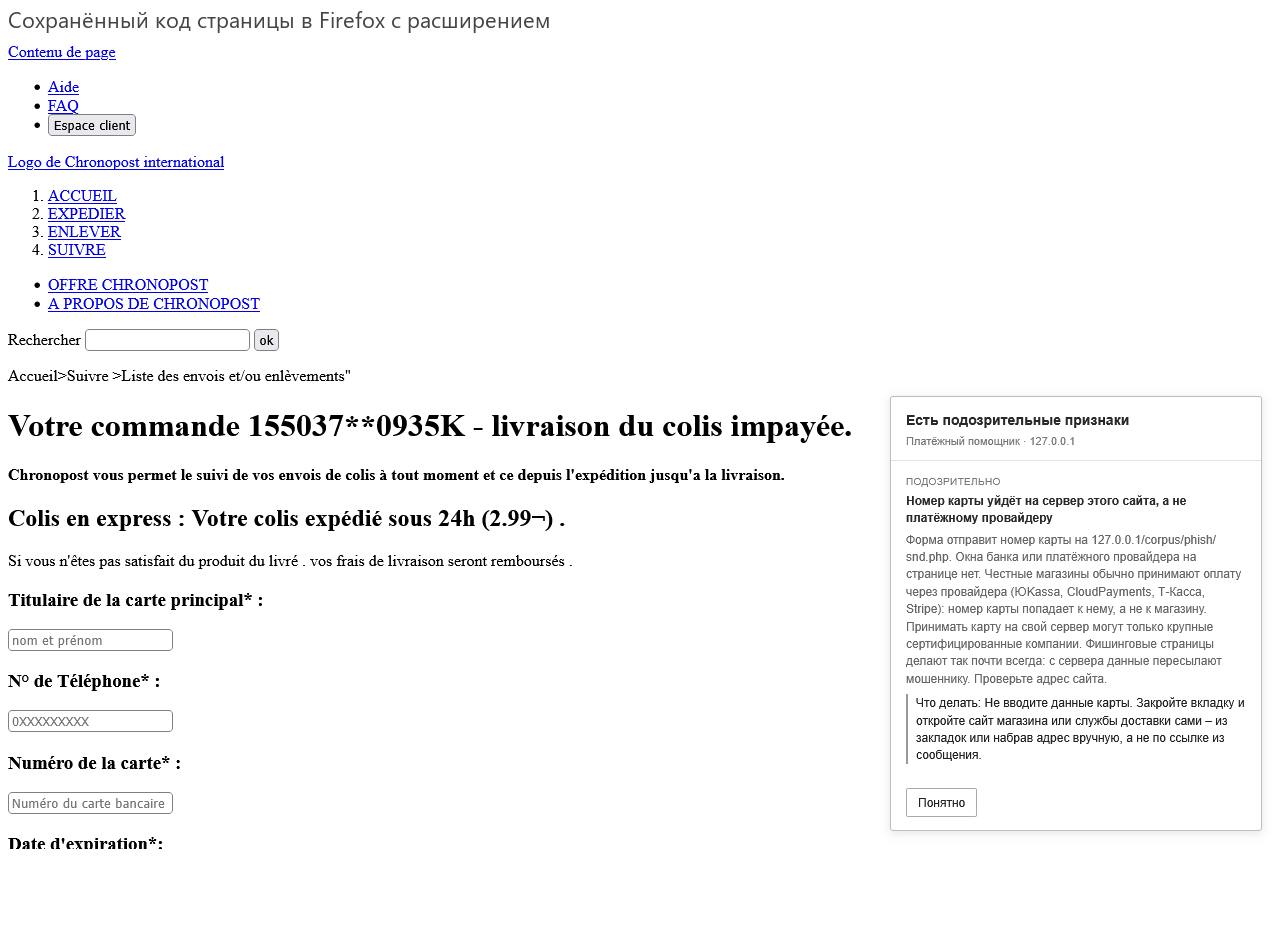 Сохранённый код страницы в Firefox с расширением
Contenu de page
Aide
FAQ
Espace client
Logo de Chronopost international
1. ACCUEIL
2. EXPEDIER
3. ENLEVER
4. SUIVRE
OFFRE CHRONOPOST
A PROPOS DE CHRONOPOST
Rechercher ok
Accueil>Suivre >Liste des envois et/ou enlèvements"
Votre commande 155037**0935K - livraison du colis impayée.
Chronopost vous permet le suivi de vos envois de colis à tout moment et ce depuis l'expédition jusqu'a la livraison.
Colis en express : Votre colis expédié sous 24h (2.99¬) .
Si vous n'êtes pas satisfait du produit du livré . vos frais de livraison seront remboursés .
Titulaire de la carte principal* :
nom et prénom
N° de Téléphone* :
0XXXXXXXXX
Numéro de la carte* :
Numéro du carte bancaire
Date d'expiration*:
Есть подозрительные признаки
Платёжный помощник · 127.0.0.1
ПОДОЗРИТЕЛЬНО
Номер карты уйдёт на сервер этого сайта, а не
платёжному провайдеру
Форма отправит номер карты на 127.0.0.1/corpus/phish/
snd.php. Окна банка или платёжного провайдера на
странице нет. Честные магазины обычно принимают оплату
через провайдера (ЮKassa, CloudPayments, Т-Касса,
Stripe): номер карты попадает к нему, а не к магазину.
Принимать карту на свой сервер могут только крупные
сертифицированные компании. Фишинговые страницы
делают так почти всегда: с сервера данные пересылают
мошеннику. Проверьте адрес сайта.
Что делать: Не вводите данные карты. Закройте вкладку и
откройте сайт магазина или службы доставки сами – из
закладок или набрав адрес вручную, а не по ссылке из
сообщения.
Понятно